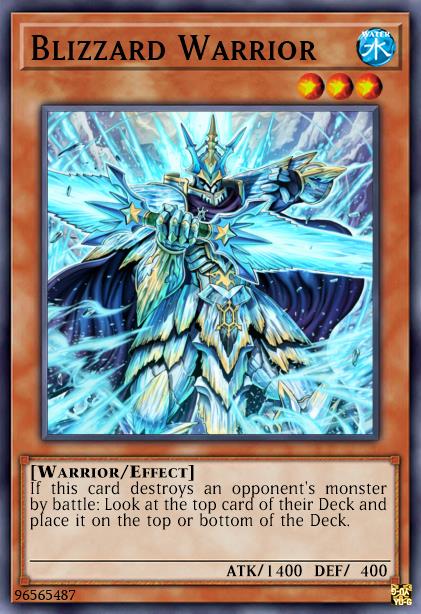 BLIZZARD WARRIOR
WATER
水
[WARRIOR/EFFECT]
If this card destroys an opponent's monster
by battle: Look at the top card of their Deck and
place it on the top or bottom of the Deck.
ATK/1400 DEF/ 400
96565487